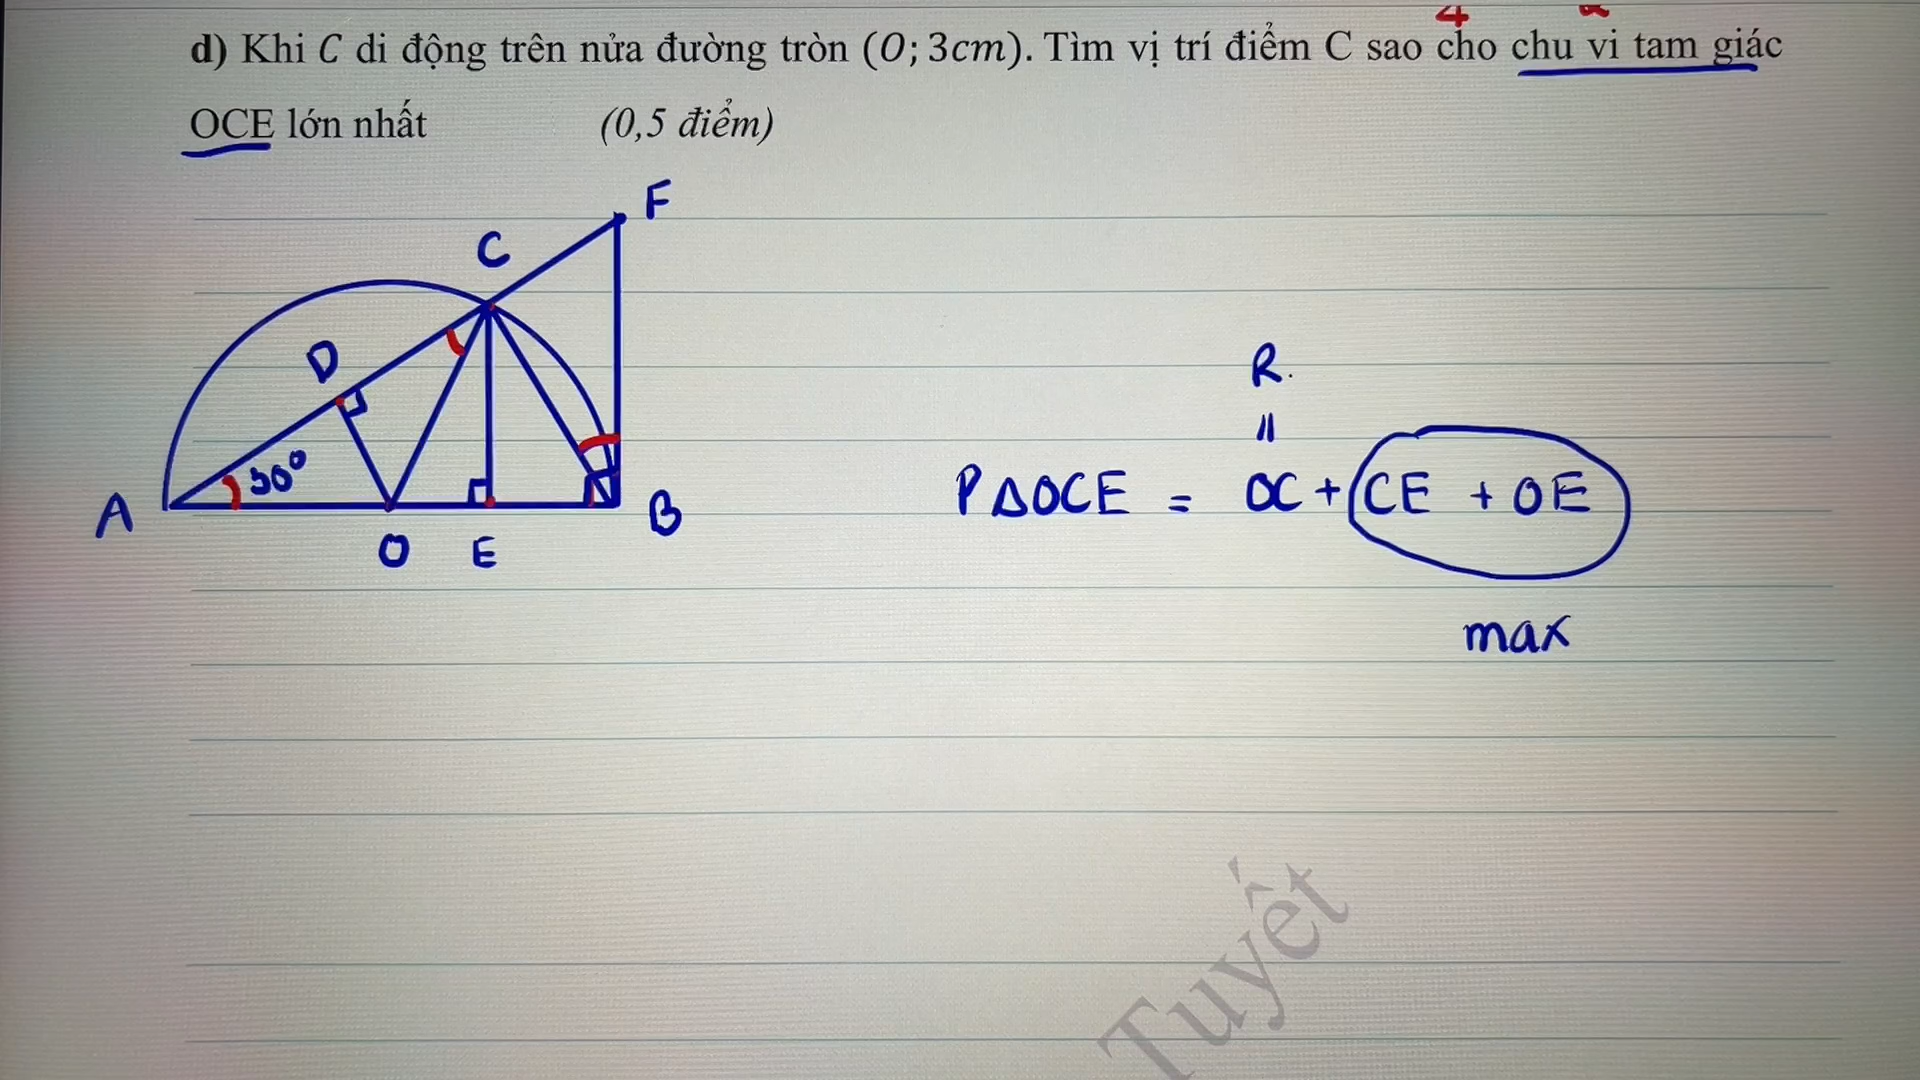 d) Khi C di động trên nửa đường tròn (O; 3cm). Tìm vị trí điểm C sao cho chu vi tam giác
OCE lớn nhất (0,5 điểm)
F
C
D
30°
A
O
E
B
R.
=
P∆OCE = OC + CE + OE
max
Tuyết